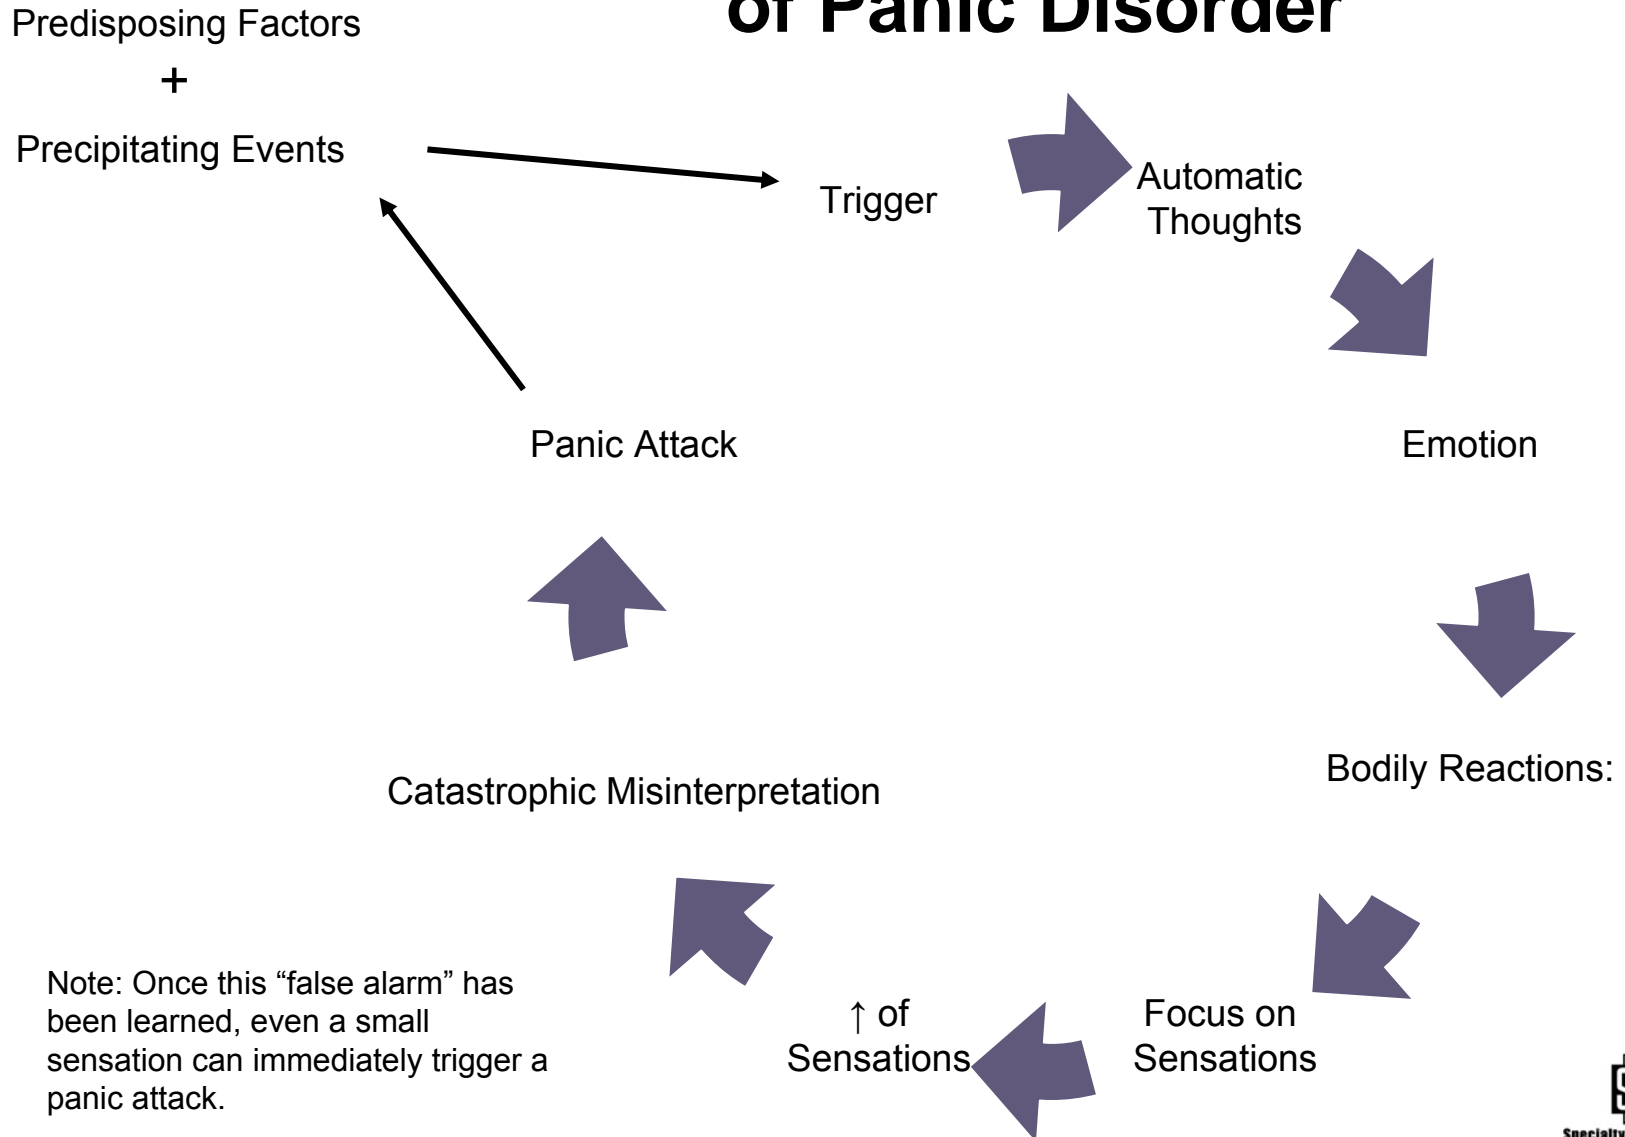 of Panic Disorder
Predisposing Factors
+
Precipitating Events
Trigger
Automatic
Thoughts
Emotion
Bodily Reactions:
Focus on
Sensations
↑ of
Sensations
Catastrophic Misinterpretation
Panic Attack
Note: Once this “false alarm” has
been learned, even a small
sensation can immediately trigger a
panic attack.
Specialty